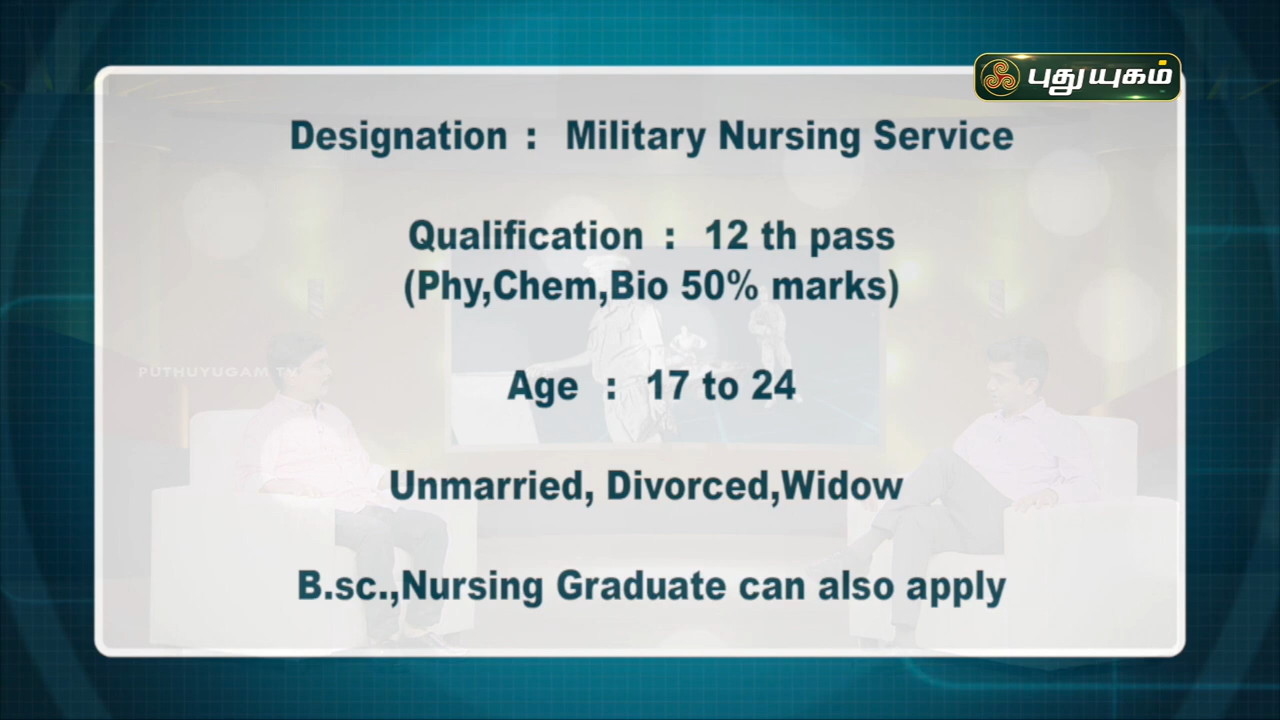 புதுயுகம்
Designation : Military Nursing Service
Qualification : 12 th pass
(Phy,Chem,Bio 50% marks)
Age : 17 to 24
PUTHUYUGAM TV
Unmarried, Divorced,Widow
B.sc.,Nursing Graduate can also apply